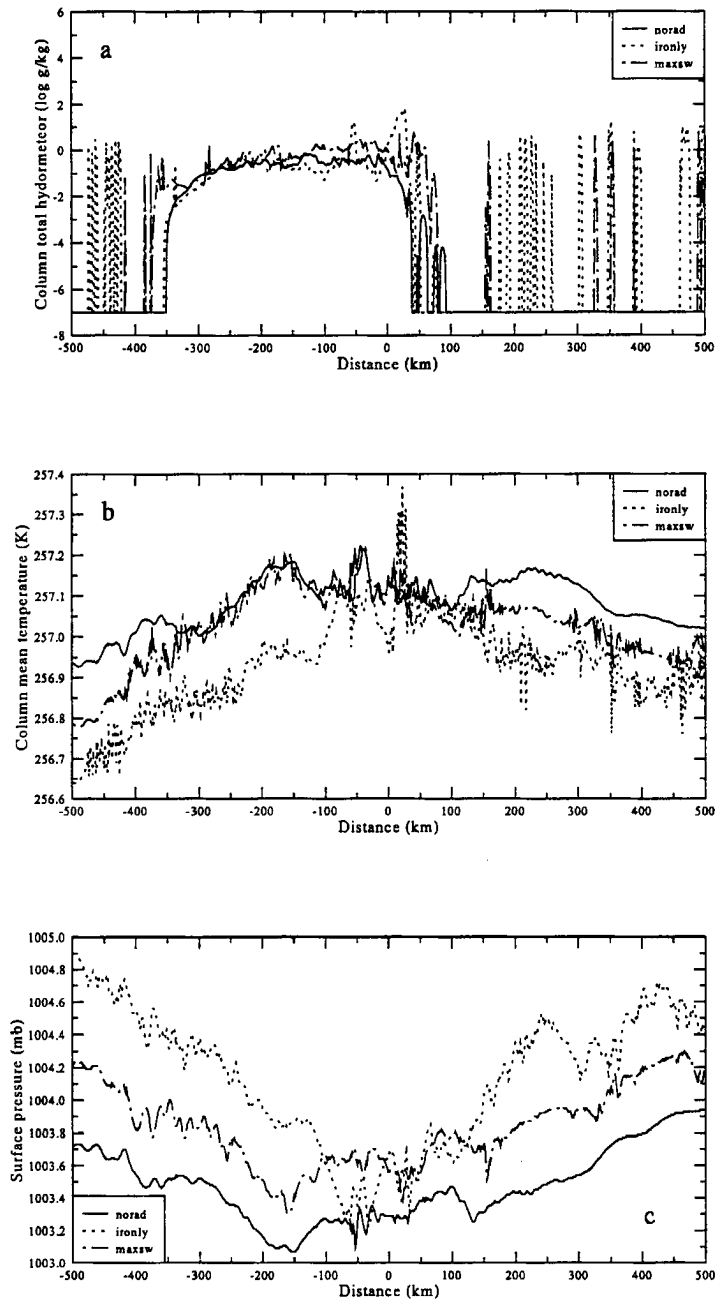 a
norad
ironly
maxsw
Column total hydormeteor (log g/kg)
6
4
2
0
-2
-4
-6
-8
-500 -400 -300 -200 -100 0 100 200 300 400 500
Distance (km)
b
norad
ironly
maxsw
Column mean temperature (K)
257.4
257.3
257.2
257.1
257.0
256.9
256.8
256.7
256.6
-500 -400 -300 -200 -100 0 100 200 300 400 500
Distance (km)
Surface pressure (mb)
1005.0
1004.8
1004.6
1004.4
1004.2
1004.0
1003.8
1003.6
1003.4
1003.2
1003.0
norad
ironly
maxsw
c
-500 -400 -300 -200 -100 0 100 200 300 400 500
Distance (km)